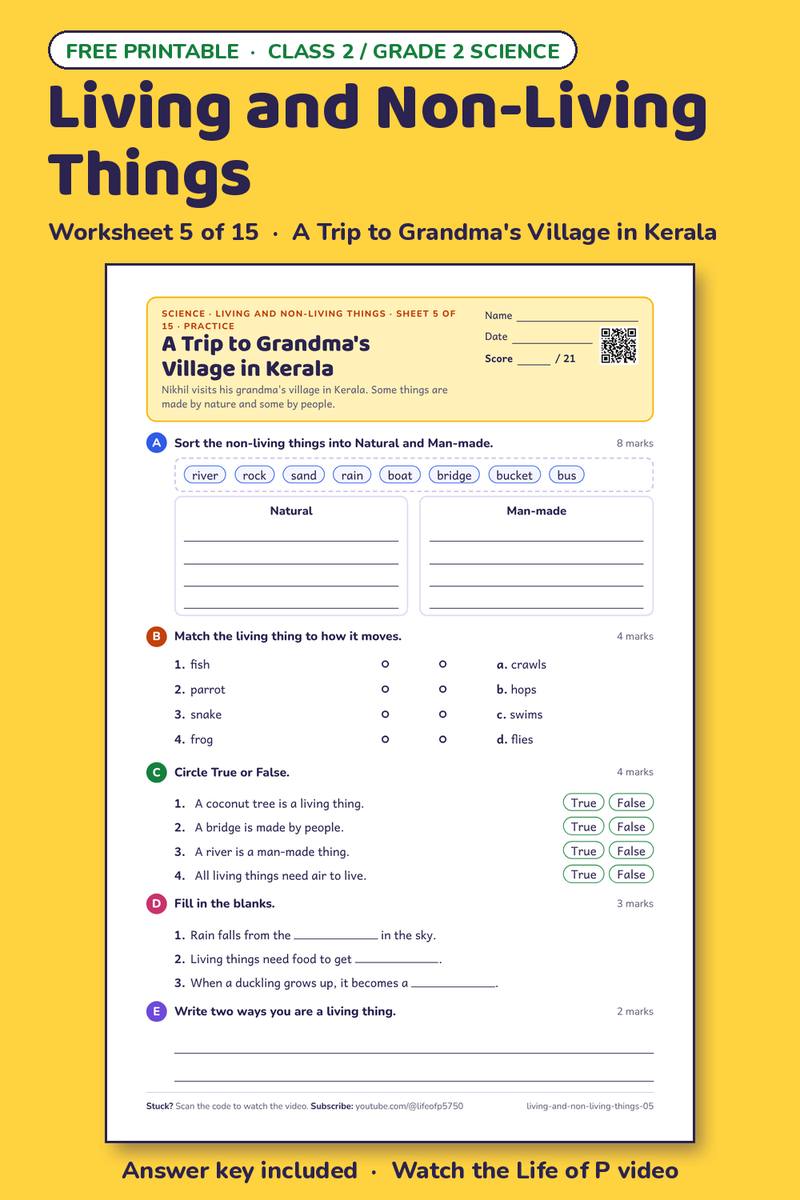 FREE PRINTABLE · CLASS 2 / GRADE 2 SCIENCE
Living and Non-Living
Things
Worksheet 5 of 15 · A Trip to Grandma's Village in Kerala
SCIENCE · LIVING AND NON-LIVING THINGS · SHEET 5 OF
15 · PRACTICE
A Trip to Grandma's
Village in Kerala
Nikhil visits his grandma's village in Kerala. Some things are
made by nature and some by people.
Name
Date
Score / 21
A Sort the non-living things into Natural and Man-made. 8 marks
river rock sand rain boat bridge bucket bus
Natural Man-made
B Match the living thing to how it moves. 4 marks
1. fish a. crawls
2. parrot b. hops
3. snake c. swims
4. frog d. flies
C Circle True or False. 4 marks
1. A coconut tree is a living thing. True False
2. A bridge is made by people. True False
3. A river is a man-made thing. True False
4. All living things need air to live. True False
D Fill in the blanks. 3 marks
1. Rain falls from the ____ in the sky.
2. Living things need food to get ____.
3. When a duckling grows up, it becomes a ____.
E Write two ways you are a living thing. 2 marks
Stuck? Scan the code to watch the video. Subscribe: youtube.com/@lifeofp5750 living-and-non-living-things-05
Answer key included · Watch the Life of P video